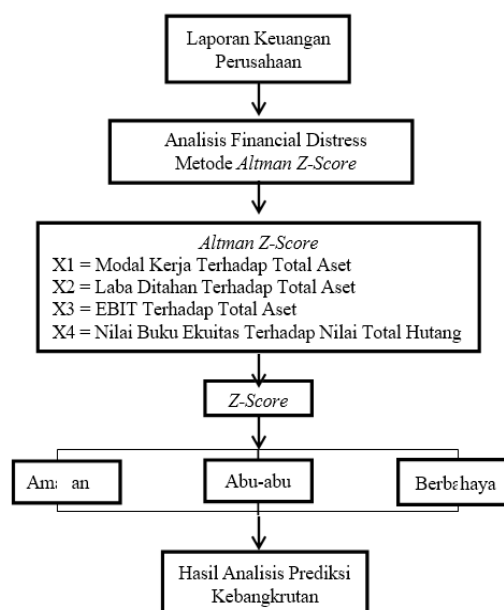 Laporan Keuangan
Perusahaan
Analisis Financial Distress
Metode Altman Z-Score
Altman Z-Score
X1 = Modal Kerja Terhadap Total Aset
X2 = Laba Ditahan Terhadap Total Aset
X3 = EBIT Terhadap Total Aset
X4 = Nilai Buku Ekuitas Terhadap Nilai Total Hutang
Z-Score
Abu-abu
Berbahaya
Hasil Analisis Prediksi
Kebangkrutan